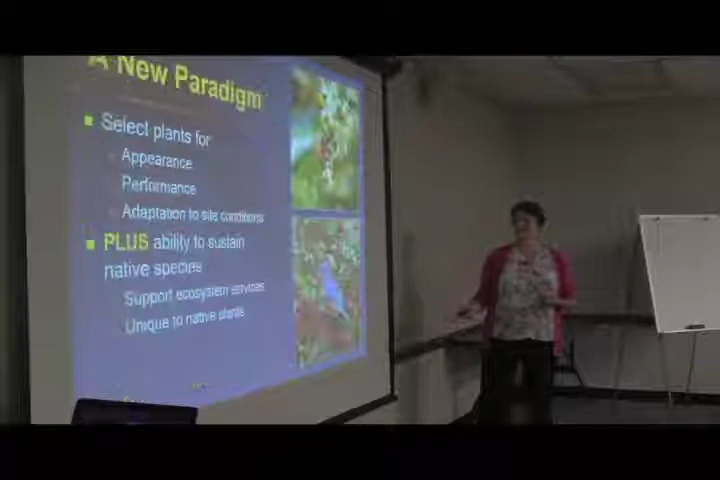 A New Paradigm
Select plants for
Appearance
Performance
Adaptation to site conditions
PLUS ability to sustain
native species
Support ecosystem services
Unique to native plants